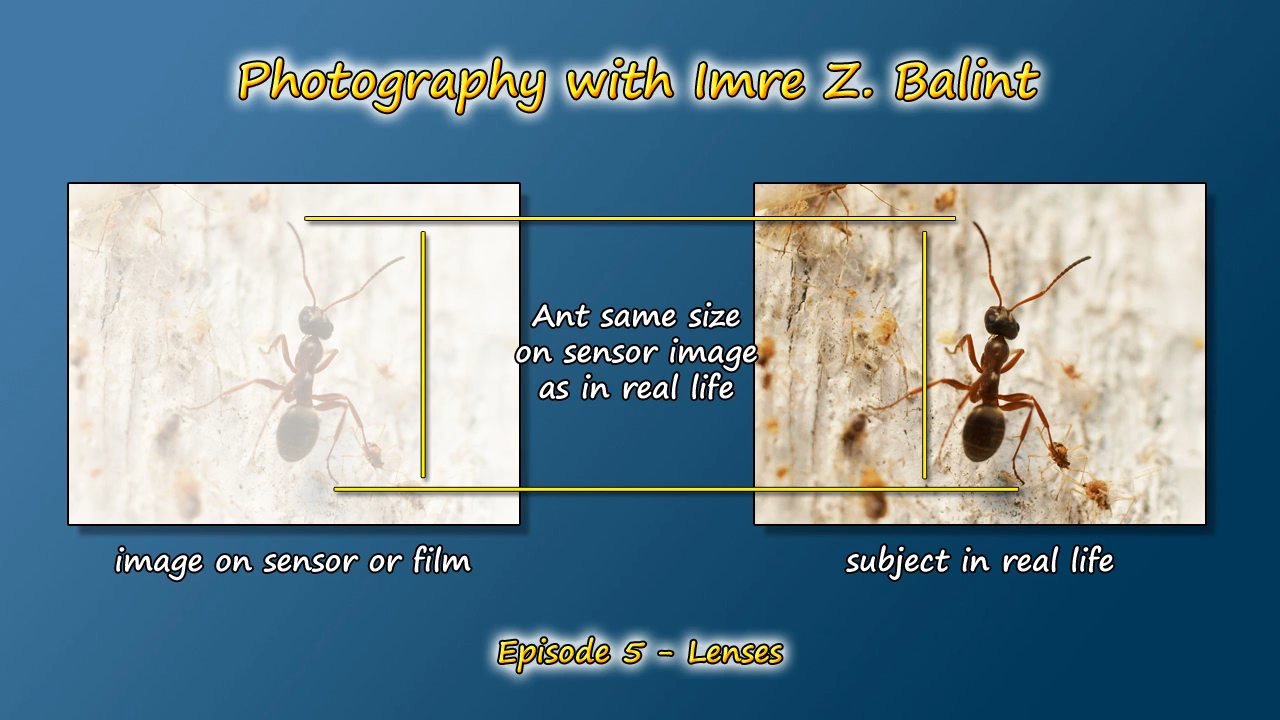 Photography with Imre Z. Balint
Ant same size
on sensor image
as in real life
image on sensor or film
subject in real life
Episode 5 - Lenses